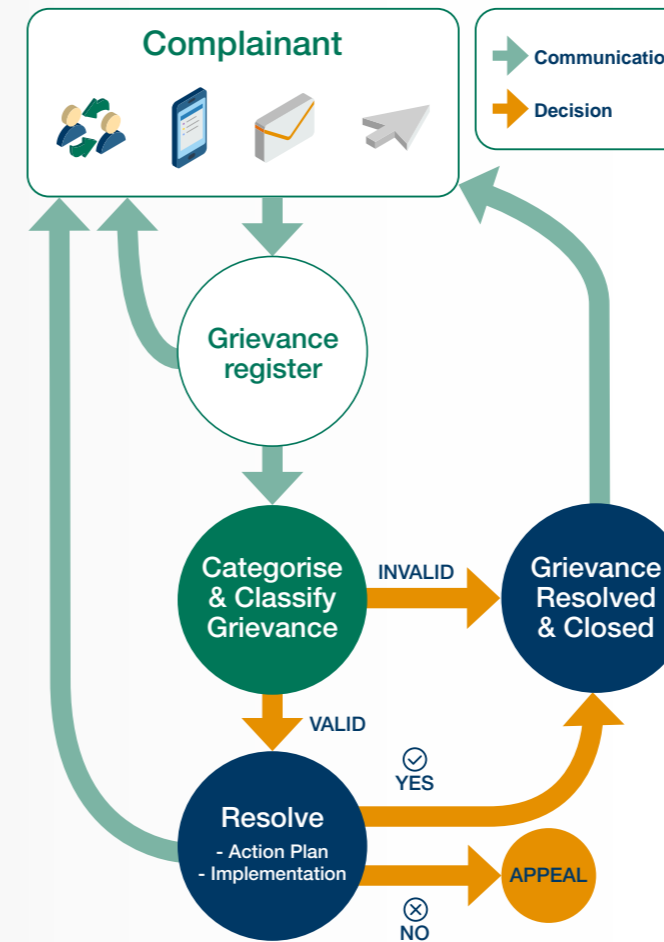 Complainant
Communicatio
Decision
Grievance
register
Categorise
& Classify
Grievance
INVALID
Grievance
Resolved
& Closed
VALID
YES
Resolve
- Action Plan
- Implementation
APPEAL
NO